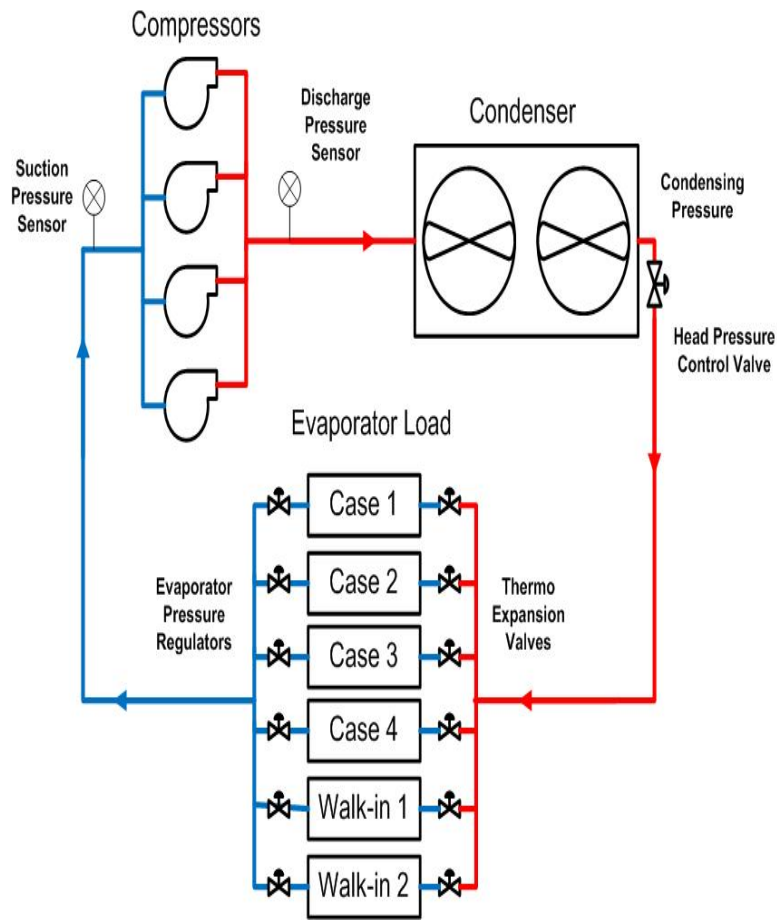 Compressors
Discharge
Pressure
Sensor
Condenser
Suction
Pressure
Sensor
Condensing
Pressure
Head Pressure
Control Valve
Evaporator Load
Case 1
Case 2
Case 3
Case 4
Walk-in 1
Walk-in 2
Evaporator
Pressure
Regulators
Thermo
Expansion
Valves